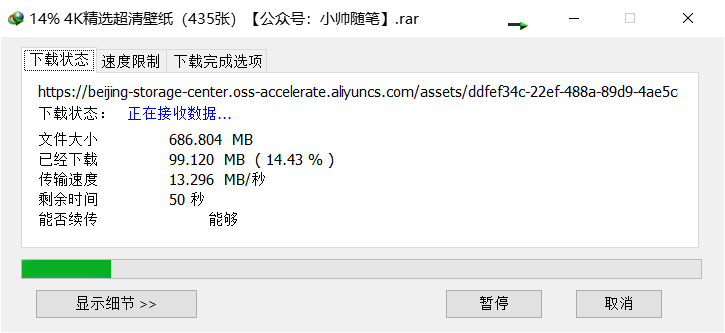 14% 4K精选超清壁纸（435张）【公众号：小帅随笔】.rar
下载状态 速度限制 下载完成选项
https://beijing-storage-center.oss-accelerate.aliyuncs.com/assets/ddfef34c-22ef-488a-89d9-4ae5c
下载状态： 正在接收数据...
文件大小 686.804 MB
已经下载 99.120 MB ( 14.43 % )
传输速度 13.296 MB/秒
剩余时间 50 秒
能否续传 能够
显示细节 >> 暂停 取消